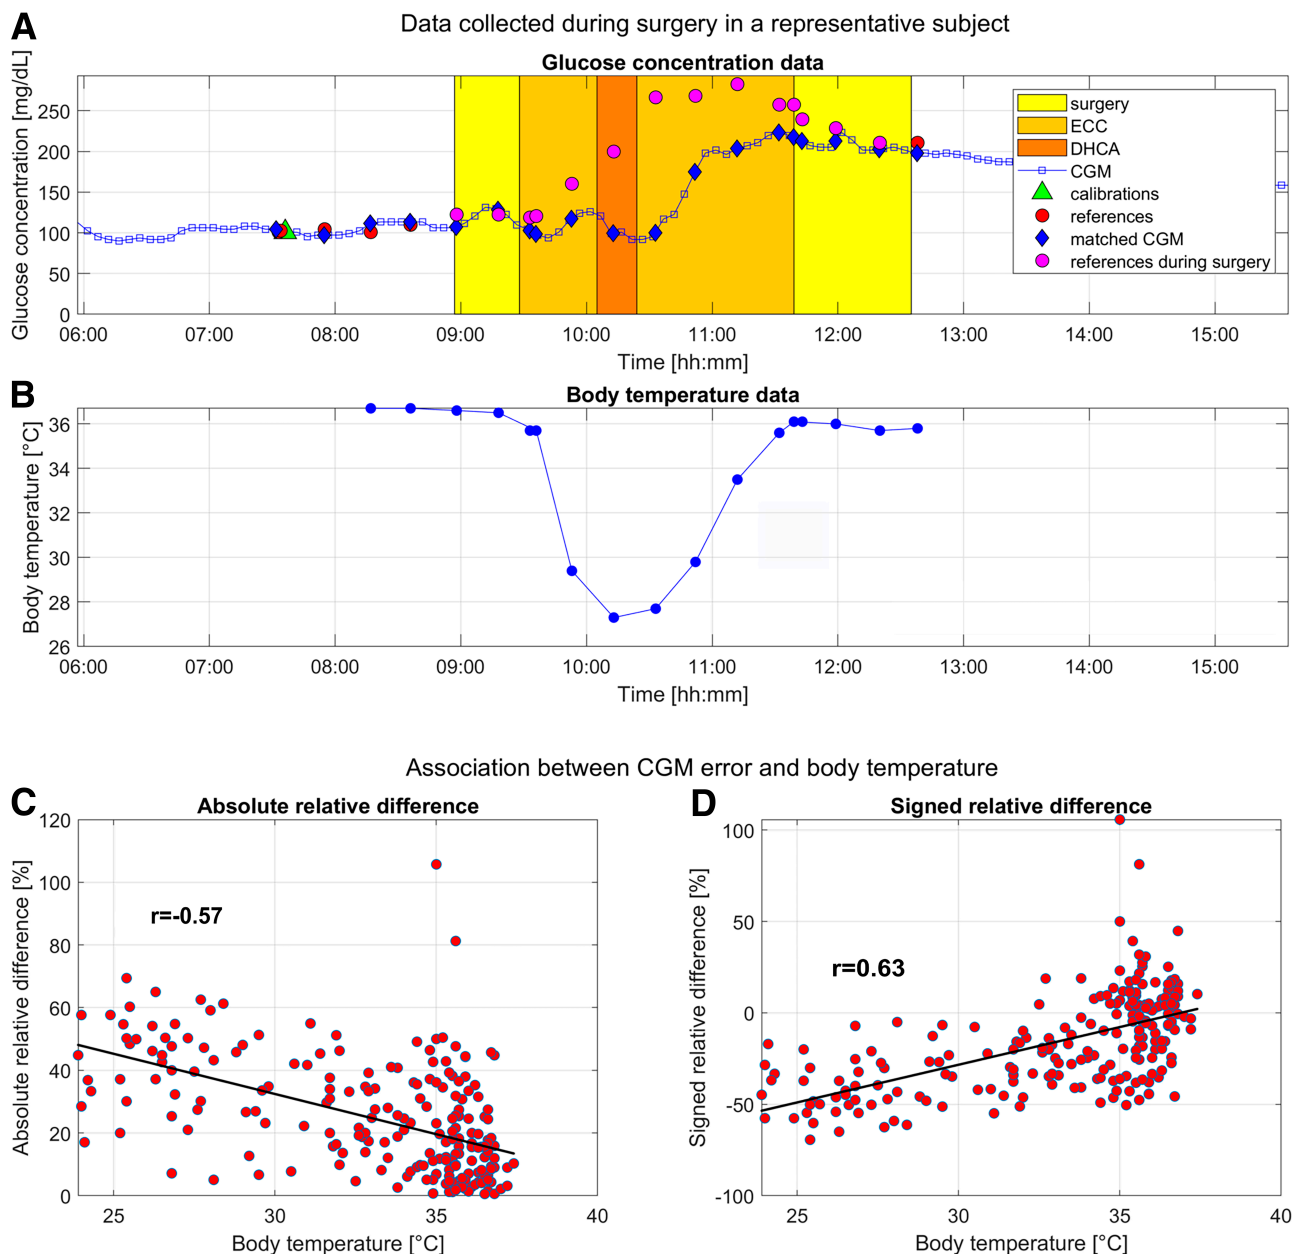 A
Data collected during surgery in a representative subject
Glucose concentration data
Glucose concentration [mg/dL]
250
200
150
100
50
0
surgery
ECC
DHCA
CGM
calibrations
references
matched CGM
references during surgery
06:00 07:00 08:00 09:00 10:00 11:00 12:00 13:00 14:00 15:00
Time [hh:mm]
B
Body temperature data
Body temperature [°C]
36
34
32
30
28
26
06:00 07:00 08:00 09:00 10:00 11:00 12:00 13:00 14:00 15:00
Time [hh:mm]
Association between CGM error and body temperature
C
Absolute relative difference
Absolute relative difference [%]
120
100
80
60
40
20
0
r=-0.57
25 30 35 40
Body temperature [°C]
D
Signed relative difference
Signed relative difference [%]
100
50
0
-50
-100
r=0.63
25 30 35 40
Body temperature [°C]